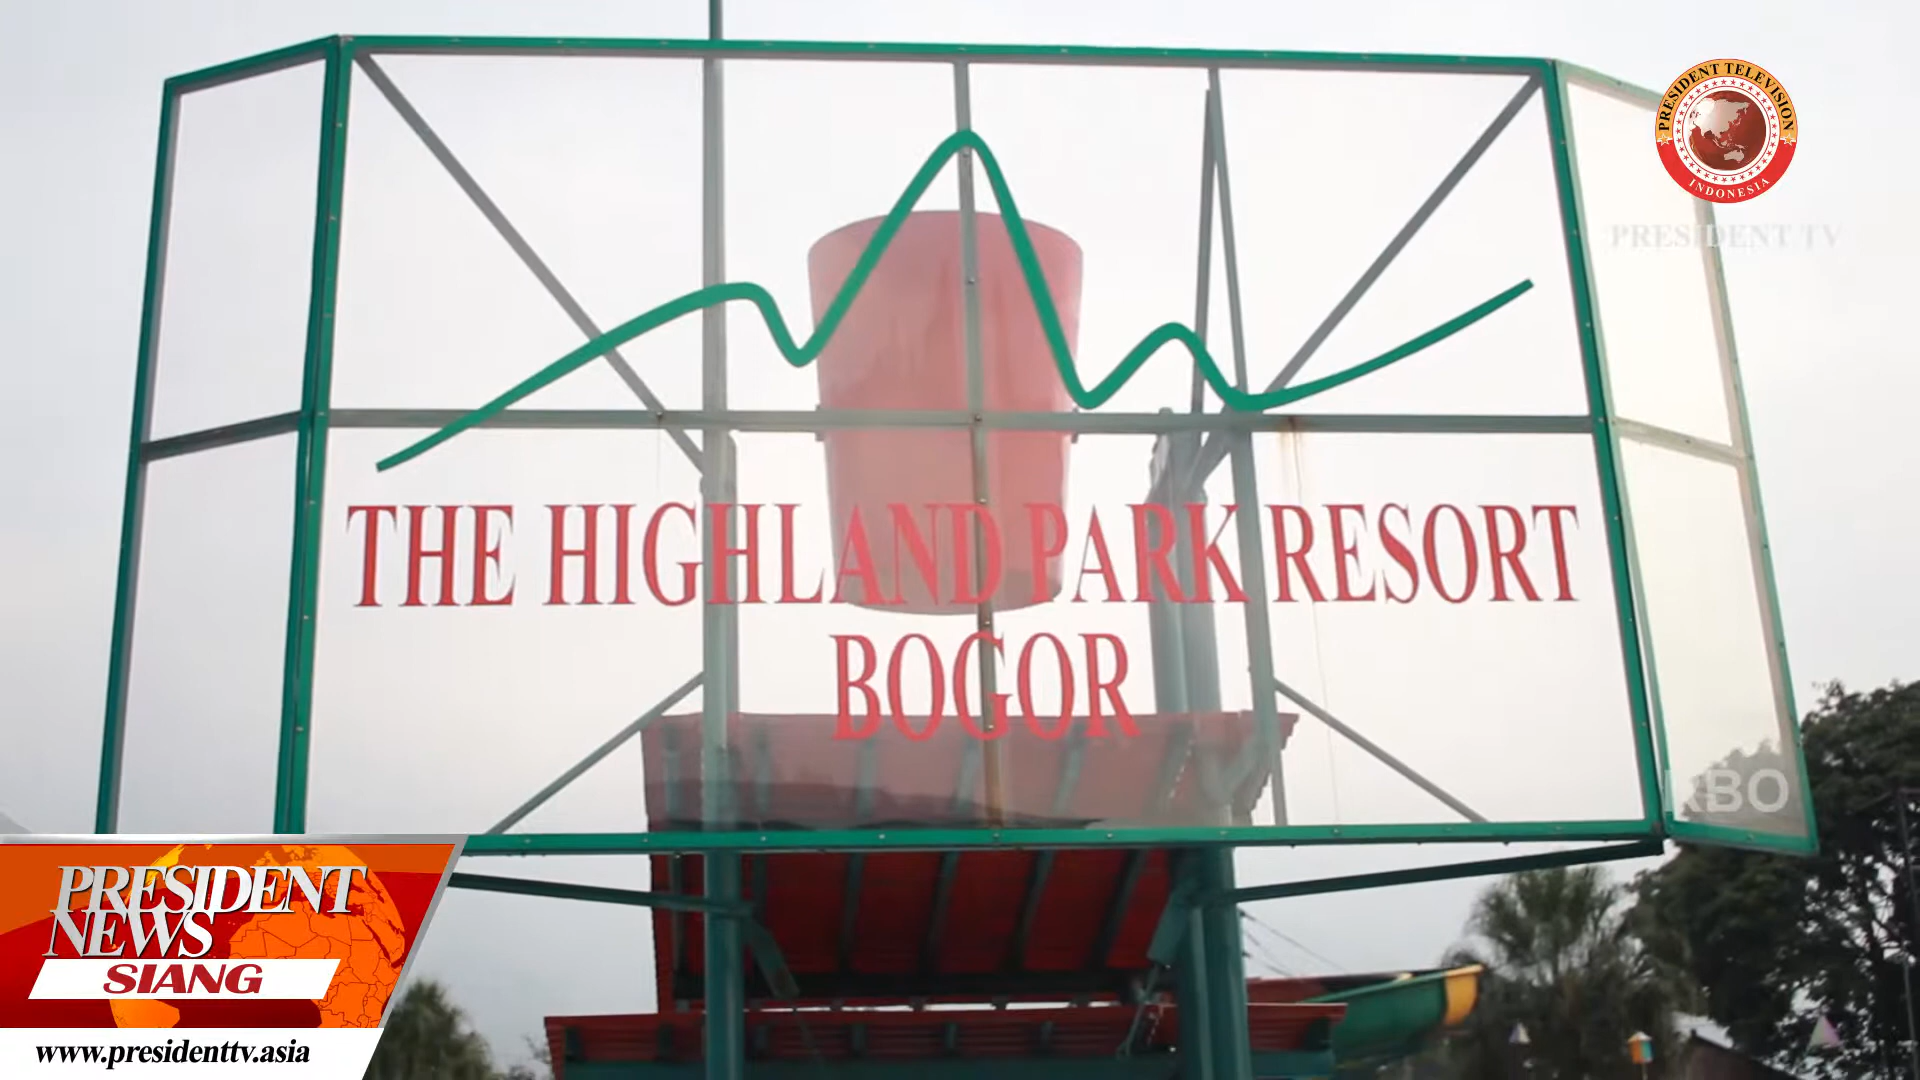 PRESIDENT TELEVISION
INDONESIA
PRESIDENT TV
THE HIGHLAND PARK RESORT
BOGOR
PRESIDENT
NEWS
SIANG
www.presidenttv.asia